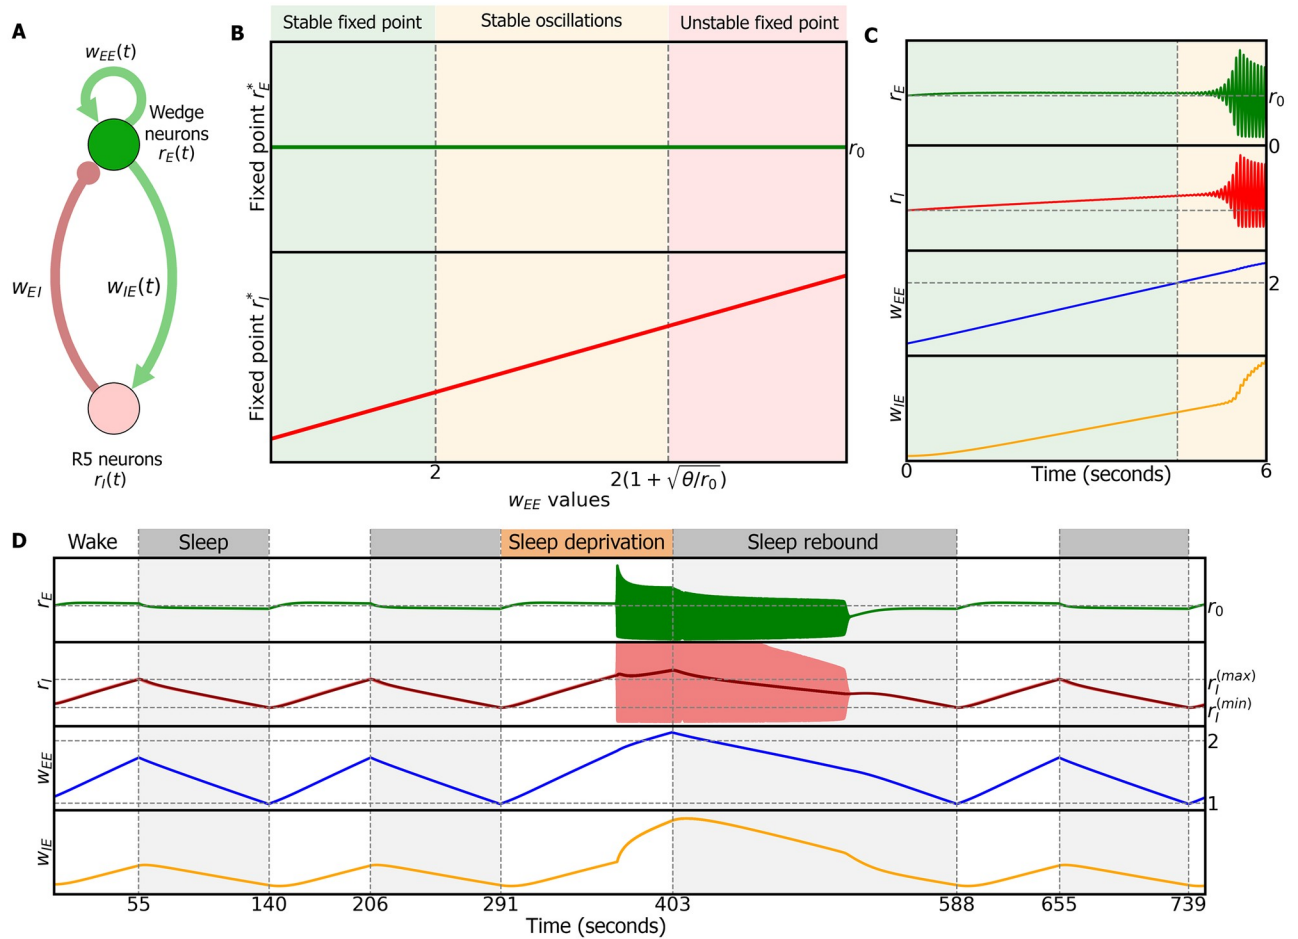 A
w_EE(t)
Wedge
neurons
r_E(t)
w_EI
w_IE(t)
R5 neurons
r_I(t)
B
Stable fixed point
Stable oscillations
Unstable fixed point
Fixed point r_E^*
r_0
Fixed point r_I^*
2
2(1 + √θ/r_0)
w_EE values
C
r_E
r_0
0
r_I
w_EE
2
w_IE
0
Time (seconds)
6
D
Wake
Sleep
Sleep deprivation
Sleep rebound
r_E
r_0
r_I
r_I^(max)
r_I^(min)
w_EE
2
1
w_IE
55
140
206
291
403
588
655
739
Time (seconds)